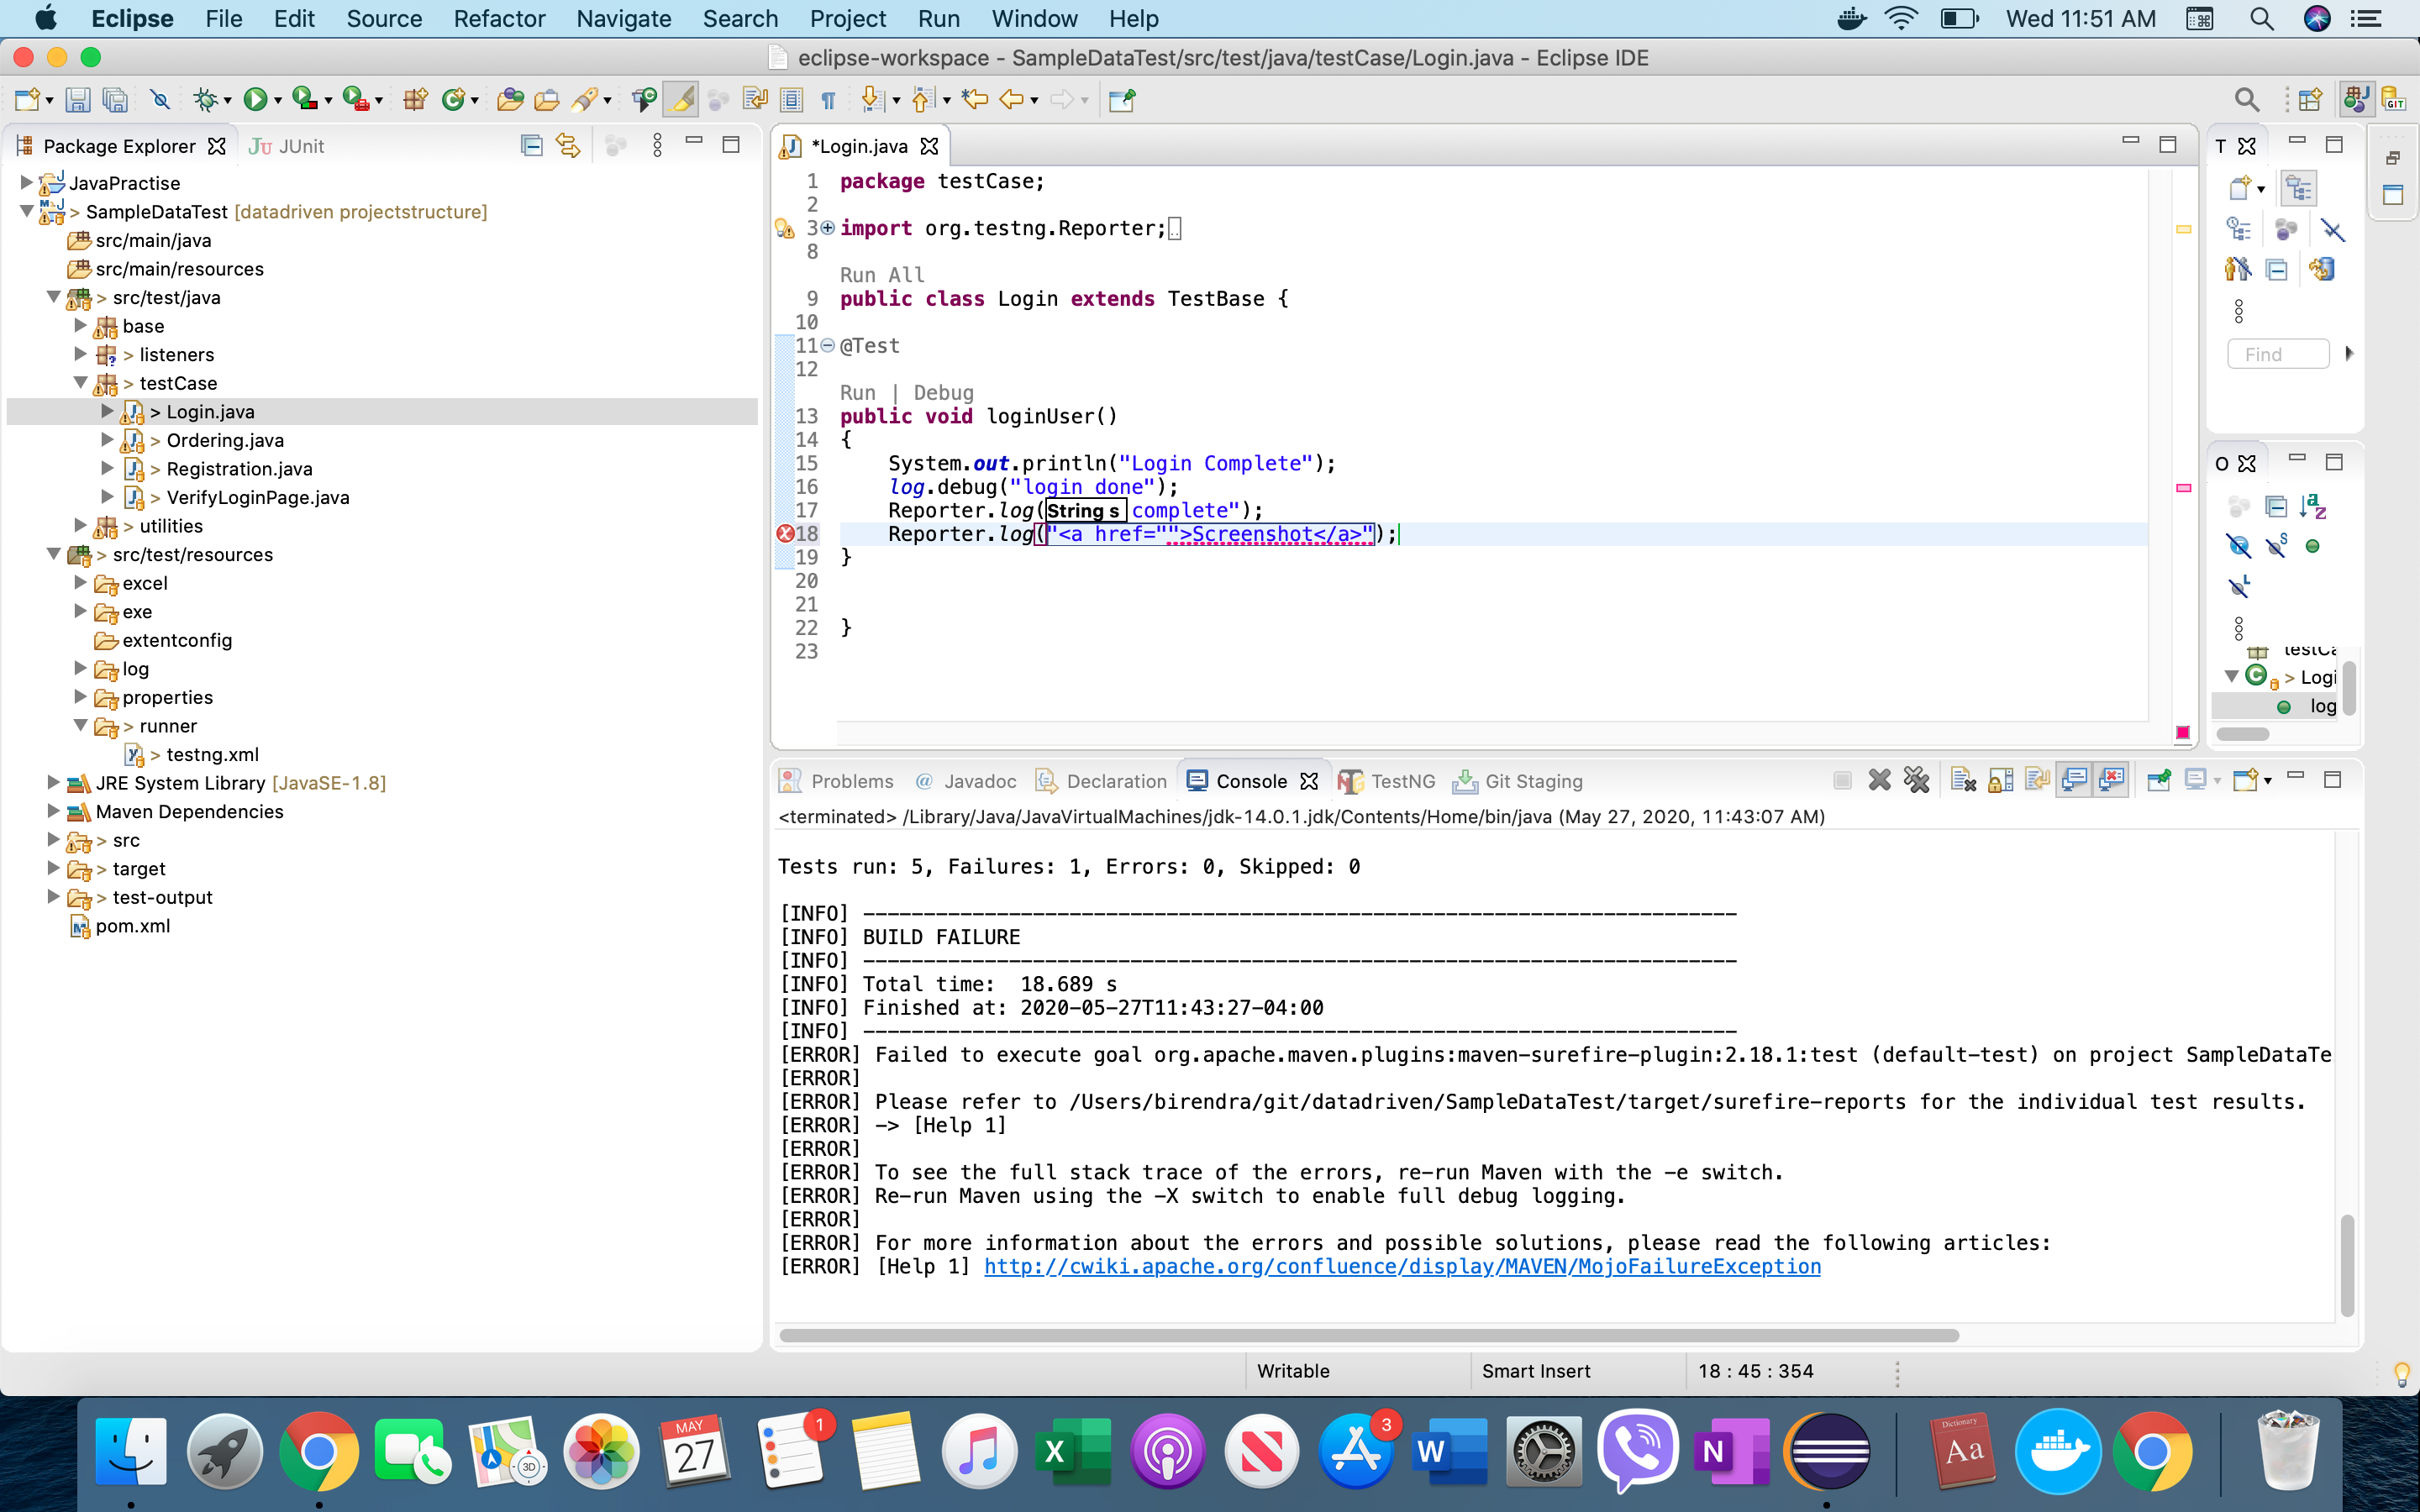 Eclipse File Edit Source Refactor Navigate Search Project Run Window Help Wed 11:51 AM
eclipse-workspace - SampleDataTest/src/test/java/testCase/Login.java - Eclipse IDE
Package Explorer JUnit
JavaPractise
> SampleDataTest [datadriven projectstructure]
src/main/java
src/main/resources
> src/test/java
base
> listeners
> testCase
> Login.java
> Ordering.java
> Registration.java
> VerifyLoginPage.java
> utilities
> src/test/resources
excel
exe
extentconfig
log
properties
> runner
> testng.xml
JRE System Library [JavaSE-1.8]
Maven Dependencies
> src
> target
> test-output
pom.xml
*Login.java
1 package testCase;
2
3 import org.testng.Reporter;
8
Run All
9 public class Login extends TestBase {
10
11 @Test
12
Run | Debug
13 public void loginUser()
14 {
15 System.out.println("Login Complete");
16 log.debug("login done");
17 Reporter.log(String s complete");
18 Reporter.log("<a href="">Screenshot</a>");
19 }
20
21
22 }
23
T
Find
O
testCa
> Logi
log
Problems @ Javadoc Declaration Console TestNG Git Staging
<terminated> /Library/Java/JavaVirtualMachines/jdk-14.0.1.jdk/Contents/Home/bin/java (May 27, 2020, 11:43:07 AM)
Tests run: 5, Failures: 1, Errors: 0, Skipped: 0
[INFO] ------------------------------------------------------------------------
[INFO] BUILD FAILURE
[INFO] ------------------------------------------------------------------------
[INFO] Total time:  18.689 s
[INFO] Finished at: 2020-05-27T11:43:27-04:00
[INFO] ------------------------------------------------------------------------
[ERROR] Failed to execute goal org.apache.maven.plugins:maven-surefire-plugin:2.18.1:test (default-test) on project SampleDataTe
[ERROR]
[ERROR] Please refer to /Users/birendra/git/datadriven/SampleDataTest/target/surefire-reports for the individual test results.
[ERROR] -> [Help 1]
[ERROR]
[ERROR] To see the full stack trace of the errors, re-run Maven with the -e switch.
[ERROR] Re-run Maven using the -X switch to enable full debug logging.
[ERROR]
[ERROR] For more information about the errors and possible solutions, please read the following articles:
[ERROR] [Help 1] http://cwiki.apache.org/confluence/display/MAVEN/MojoFailureException
Writable Smart Insert 18 : 45 : 354
3D
MAY
27
1
X
3
W
N
Dictionary
Aa